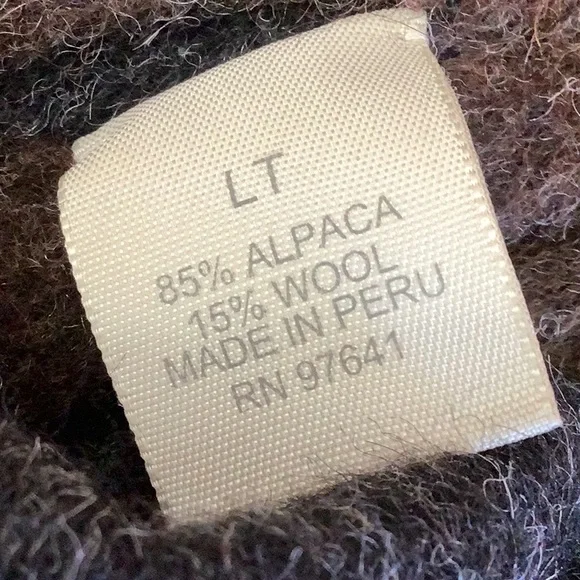 LT
85% ALPACA
15% WOOL
MADE IN PERU
RN 97641